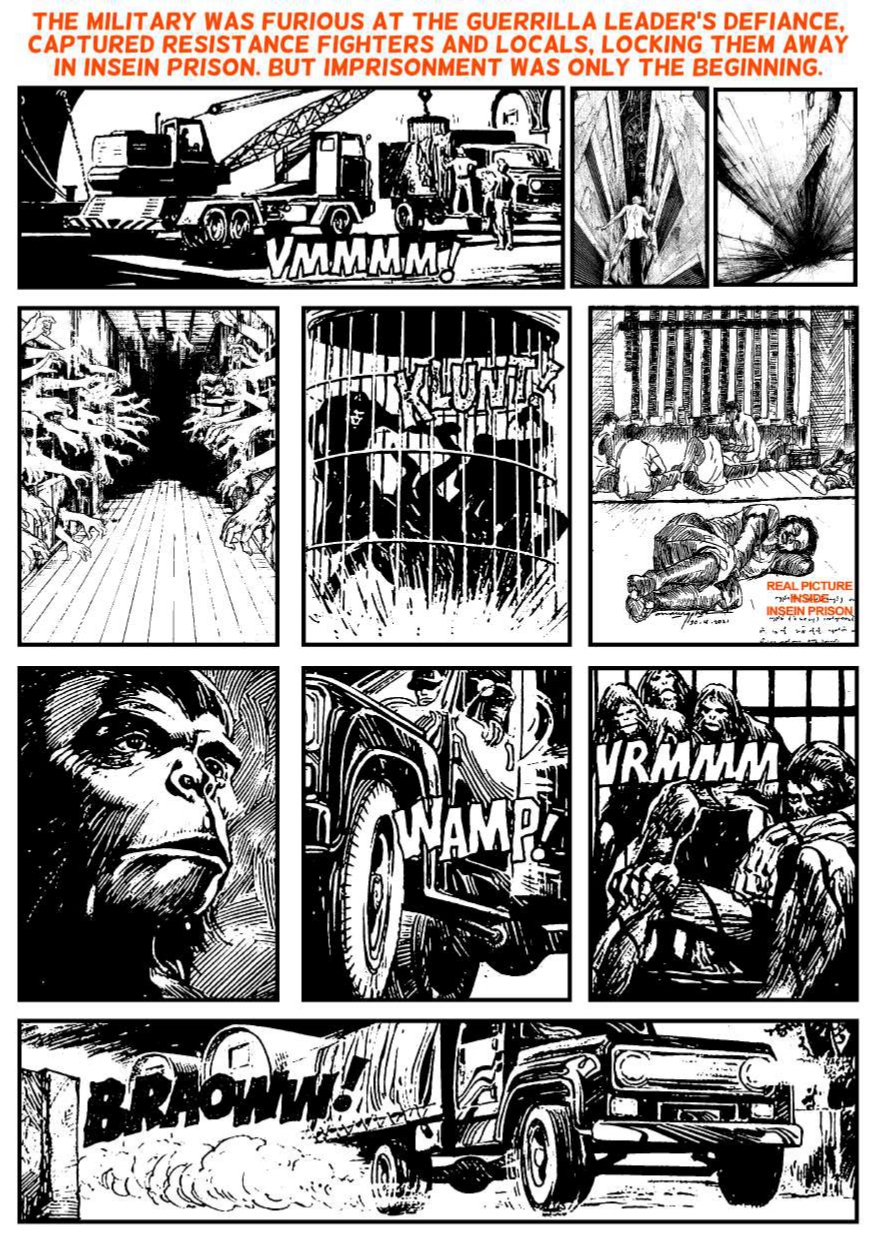 THE MILITARY WAS FURIOUS AT THE GUERRILLA LEADER'S DEFIANCE,
CAPTURED RESISTANCE FIGHTERS AND LOCALS, LOCKING THEM AWAY
IN INSEIN PRISON. BUT IMPRISONMENT WAS ONLY THE BEGINNING.
VMMMM!
KLUNT!
REAL PICTURE
INSIDE
INSEIN PRISON
WAMP!
VRMMM
BRAOWW!